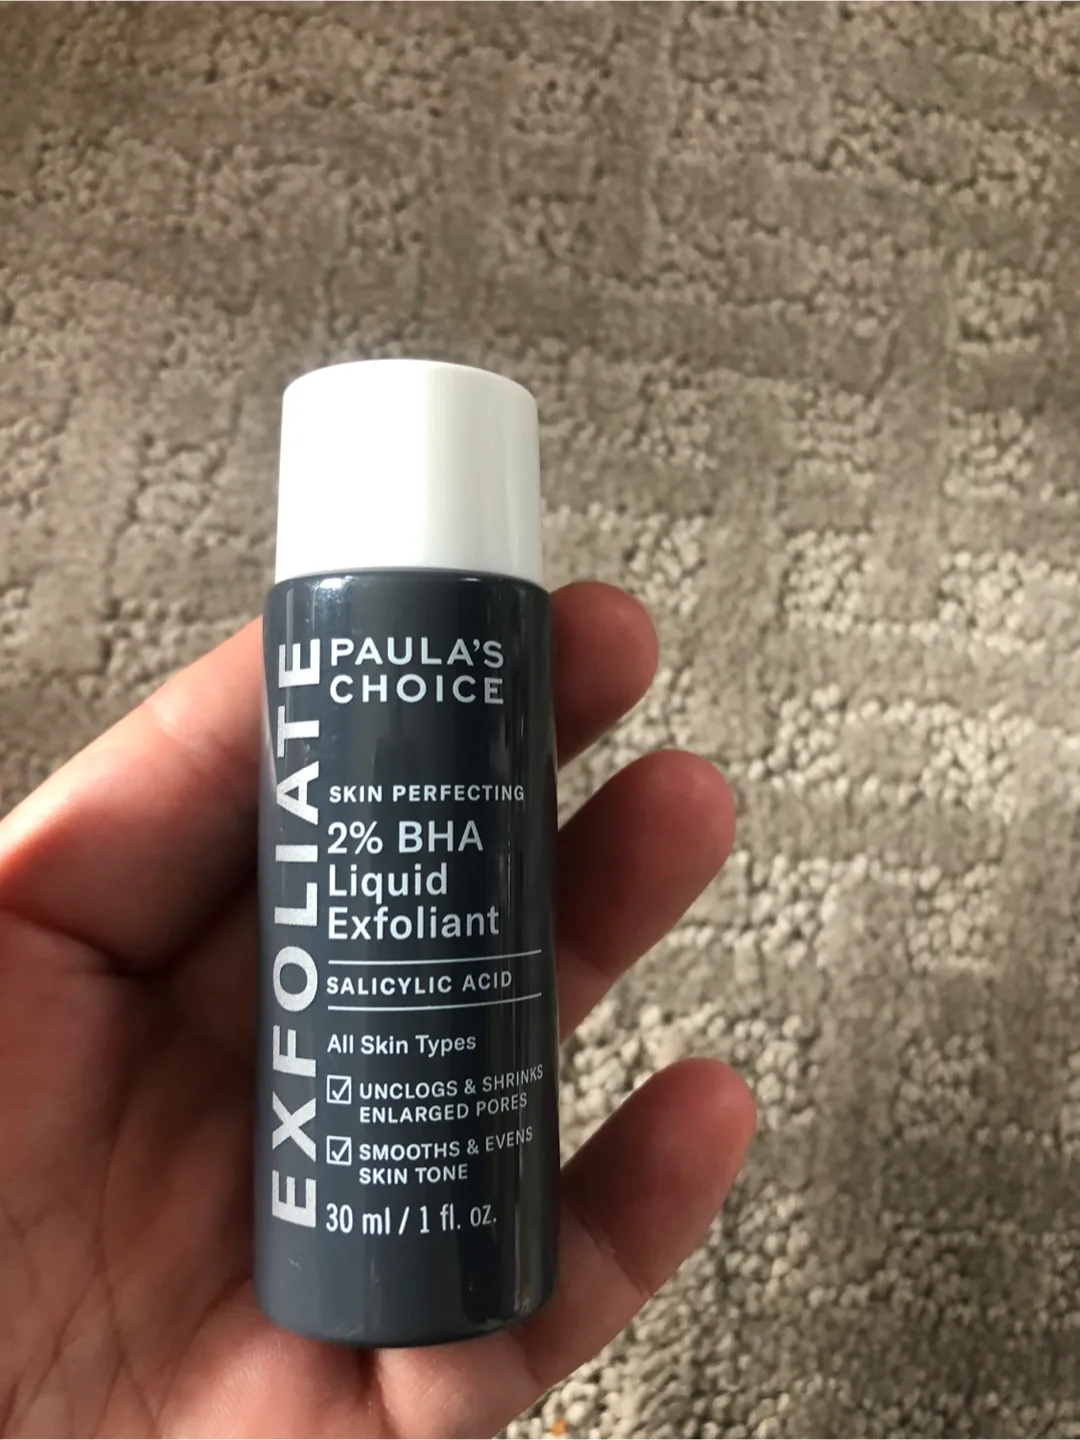 EXFOLIATE
PAULA'S
CHOICE
SKIN PERFECTING
2% BHA
Liquid
Exfoliant
SALICYLIC ACID
All Skin Types
UNCLOGS & SHRINKS
ENLARGED PORES
SMOOTHS & EVENS
SKIN TONE
30 ml / 1 fl. oz.